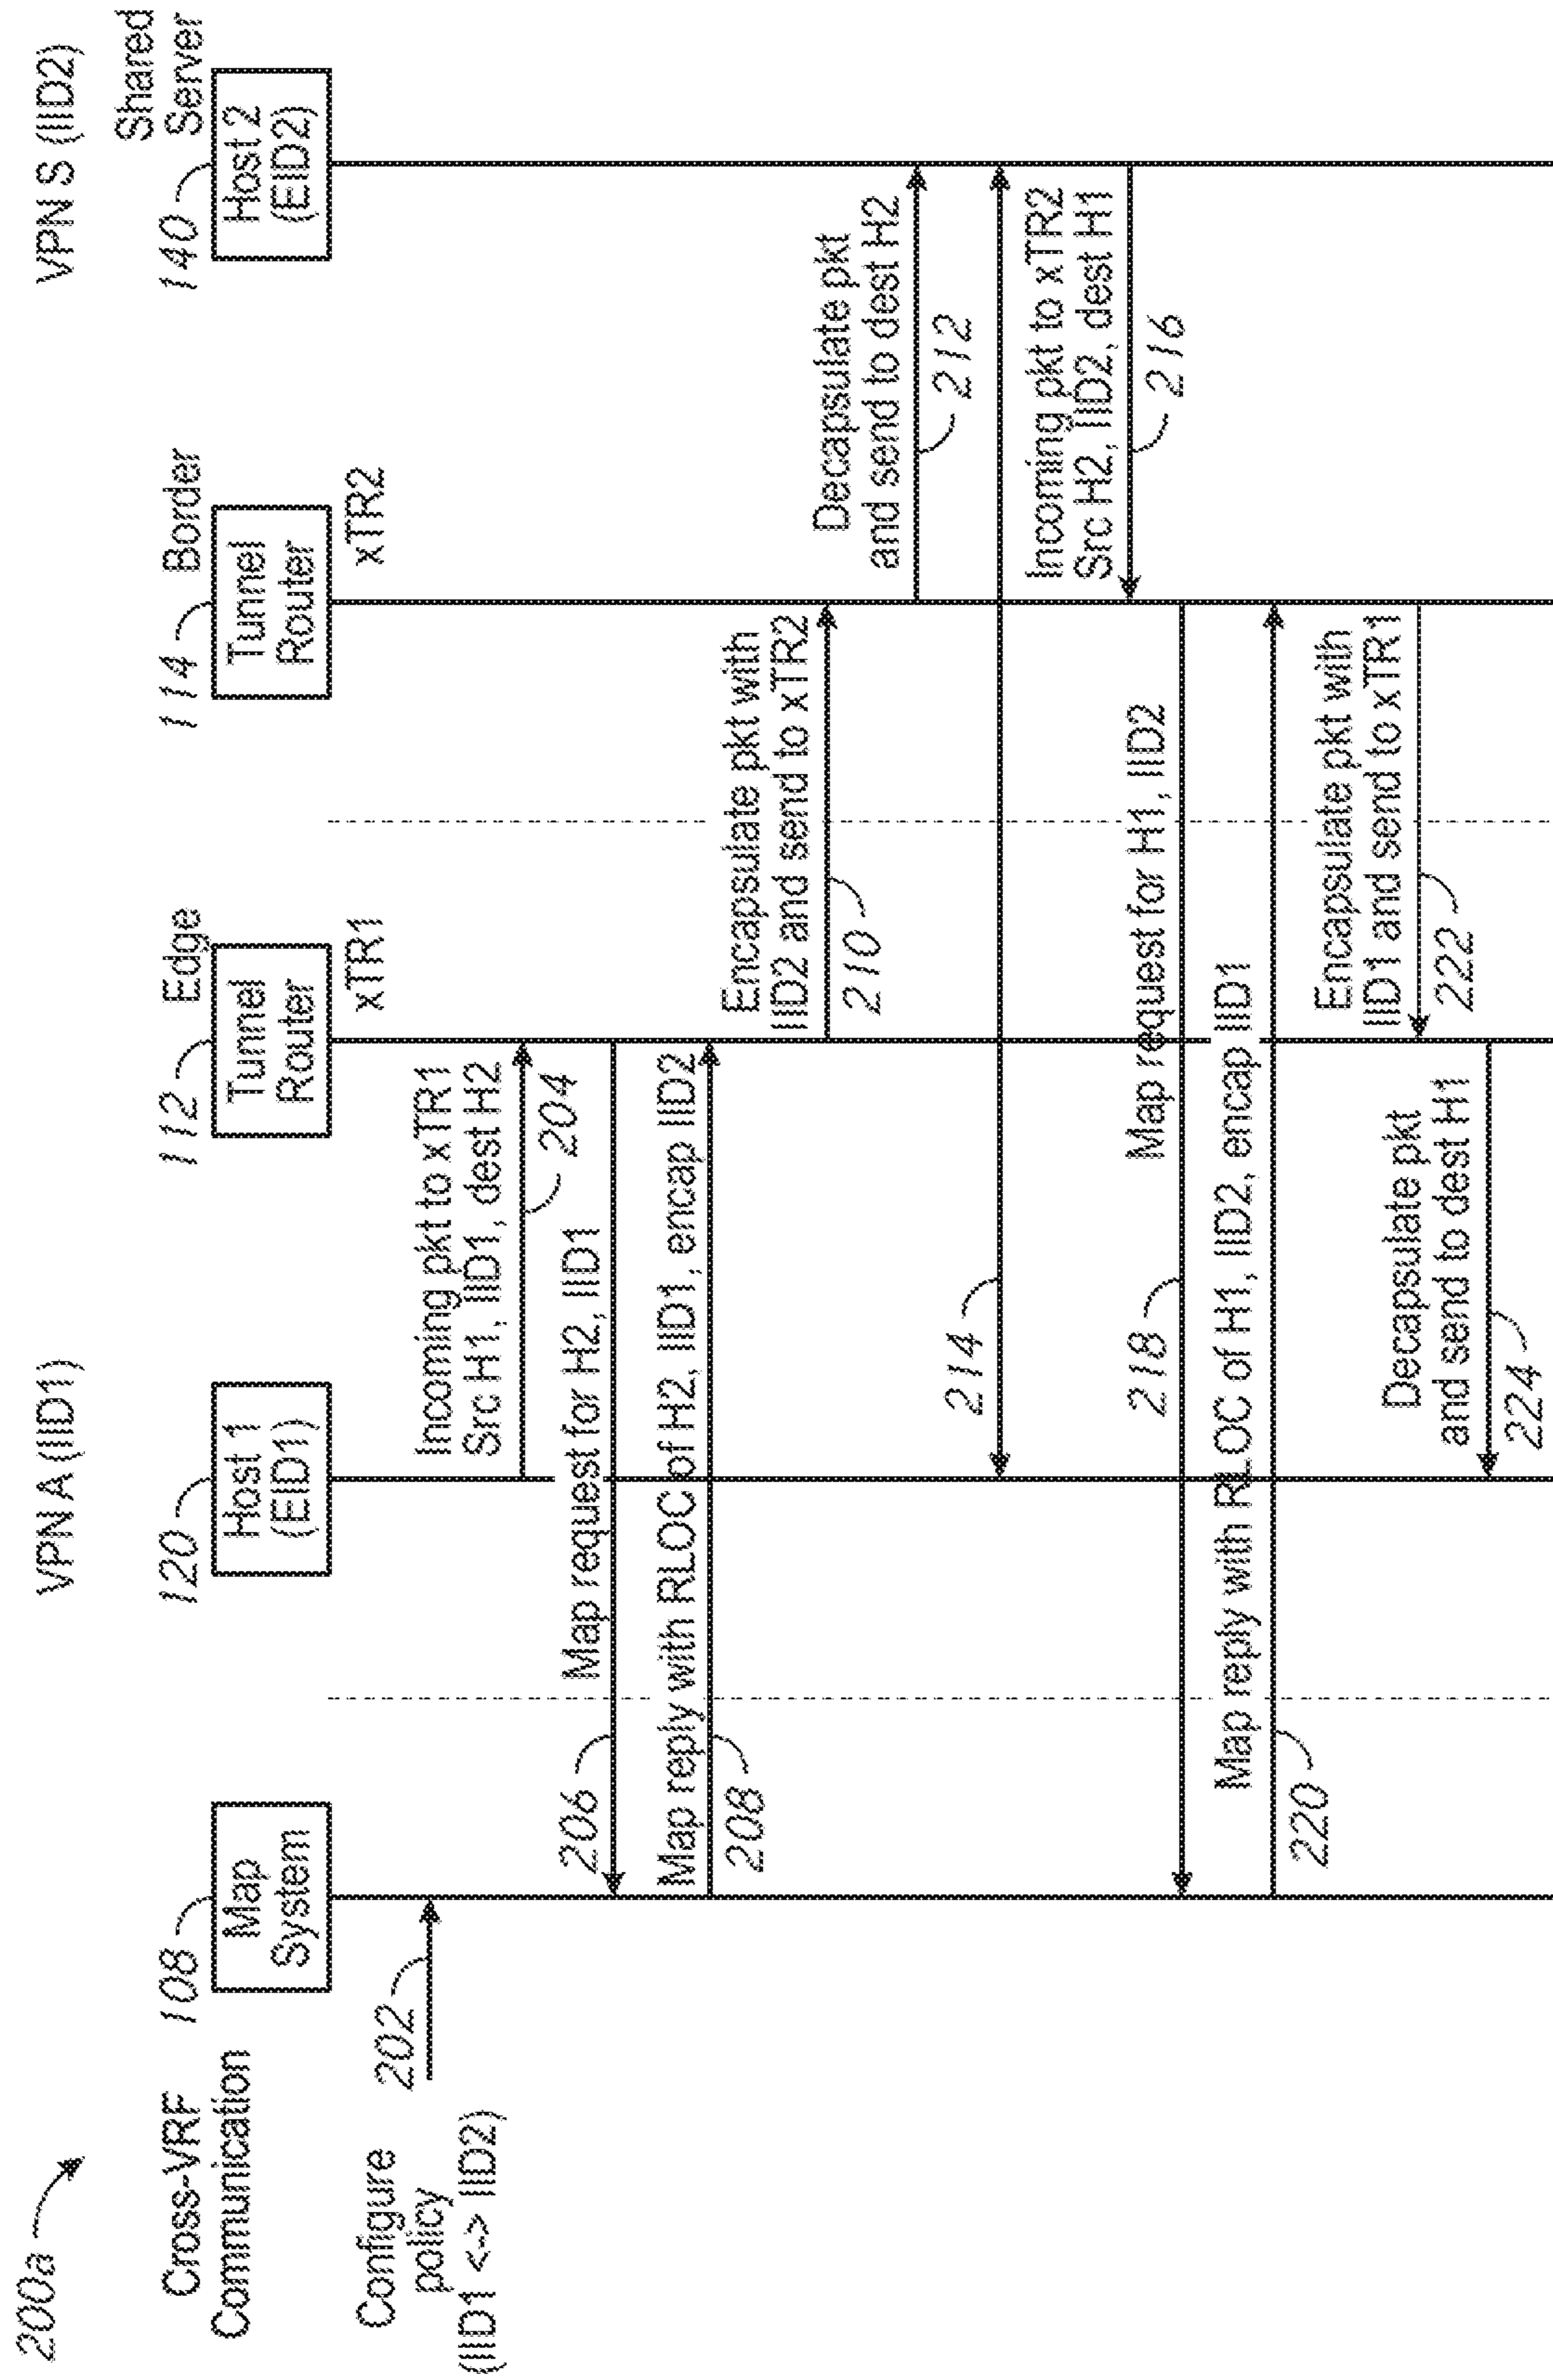 200a
VPN A (IID1)
VPN S (IID2)
Cross-VRF
Communication
108
Map
System
120
Host 1
(EID1)
112
Edge
Tunnel
Router
xTR1
114
Border
Tunnel
Router
xTR2
140
Shared
Server
Host 2
(EID2)
Configure
policy
(IID1 <-> IID2)
202
Incoming pkt to xTR1
Src H1, IID1, dest H2
204
Map request for H2, IID1
206
Map reply with RLOC of H2, IID1, encap IID2
208
Encapsulate pkt with
IID2 and send to xTR2
210
Decapsulate pkt
and send to dest H2
212
214
Incoming pkt to xTR2
Src H2, IID2, dest H1
216
Map request for H1, IID2
218
Map reply with RLOC of H1, IID2, encap IID1
220
Encapsulate pkt with
IID1 and send to xTR1
222
Decapsulate pkt
and send to dest H1
224